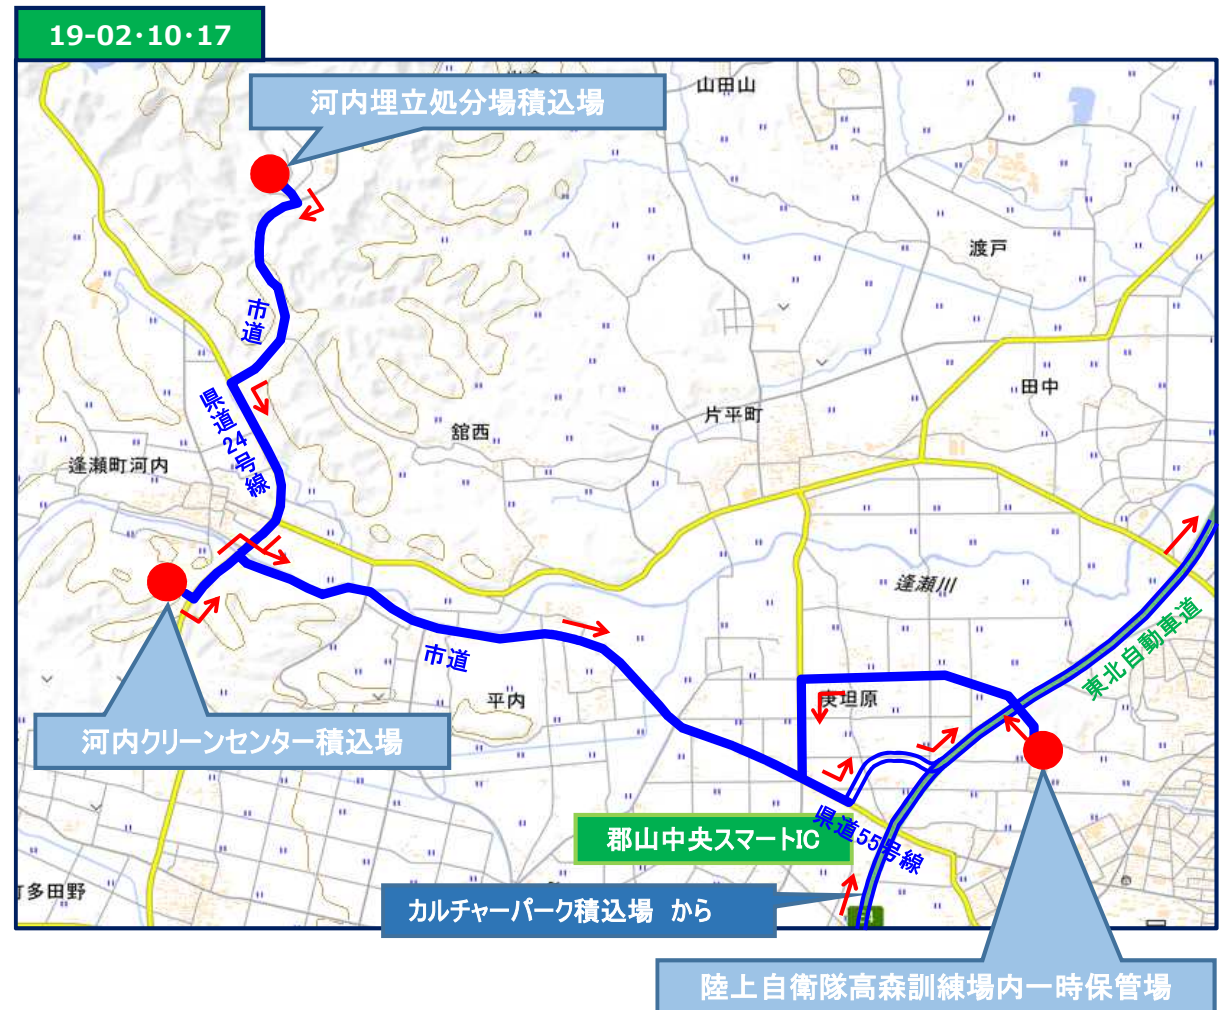 19-02・10・17
河内埋立処分場積込場
山田山
渡戸
市道
県道24号線
田中
片平町
舘西
逢瀬町河内
逢瀬川
東北自動車道
市道
平内
庚坦原
河内クリーンセンター積込場
郡山中央スマートIC
県道55号線
多田野
カルチャーパーク積込場 から
陸上自衛隊高森訓練場内一時保管場